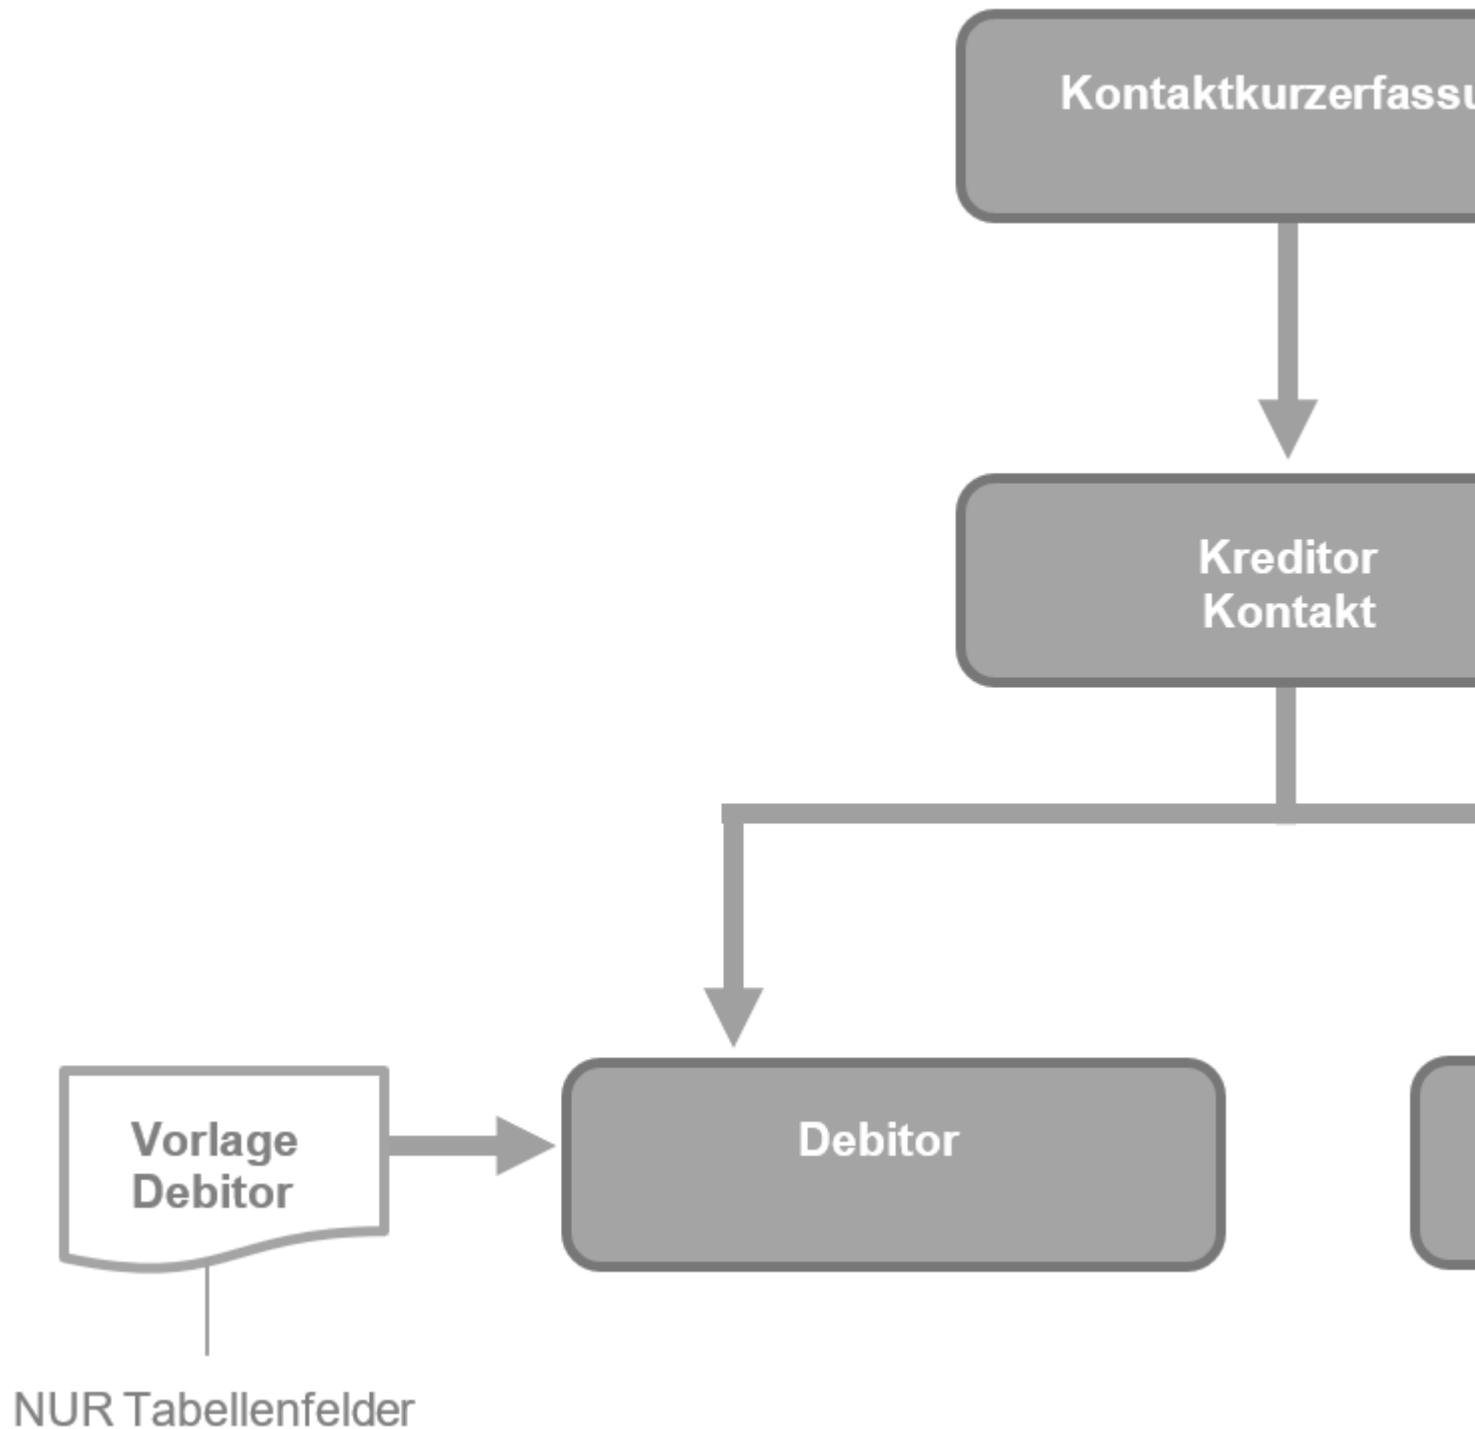 Kontaktkurzerfassu
Kreditor
Kontakt
Vorlage
Debitor
Debitor
NUR Tabellenfelder